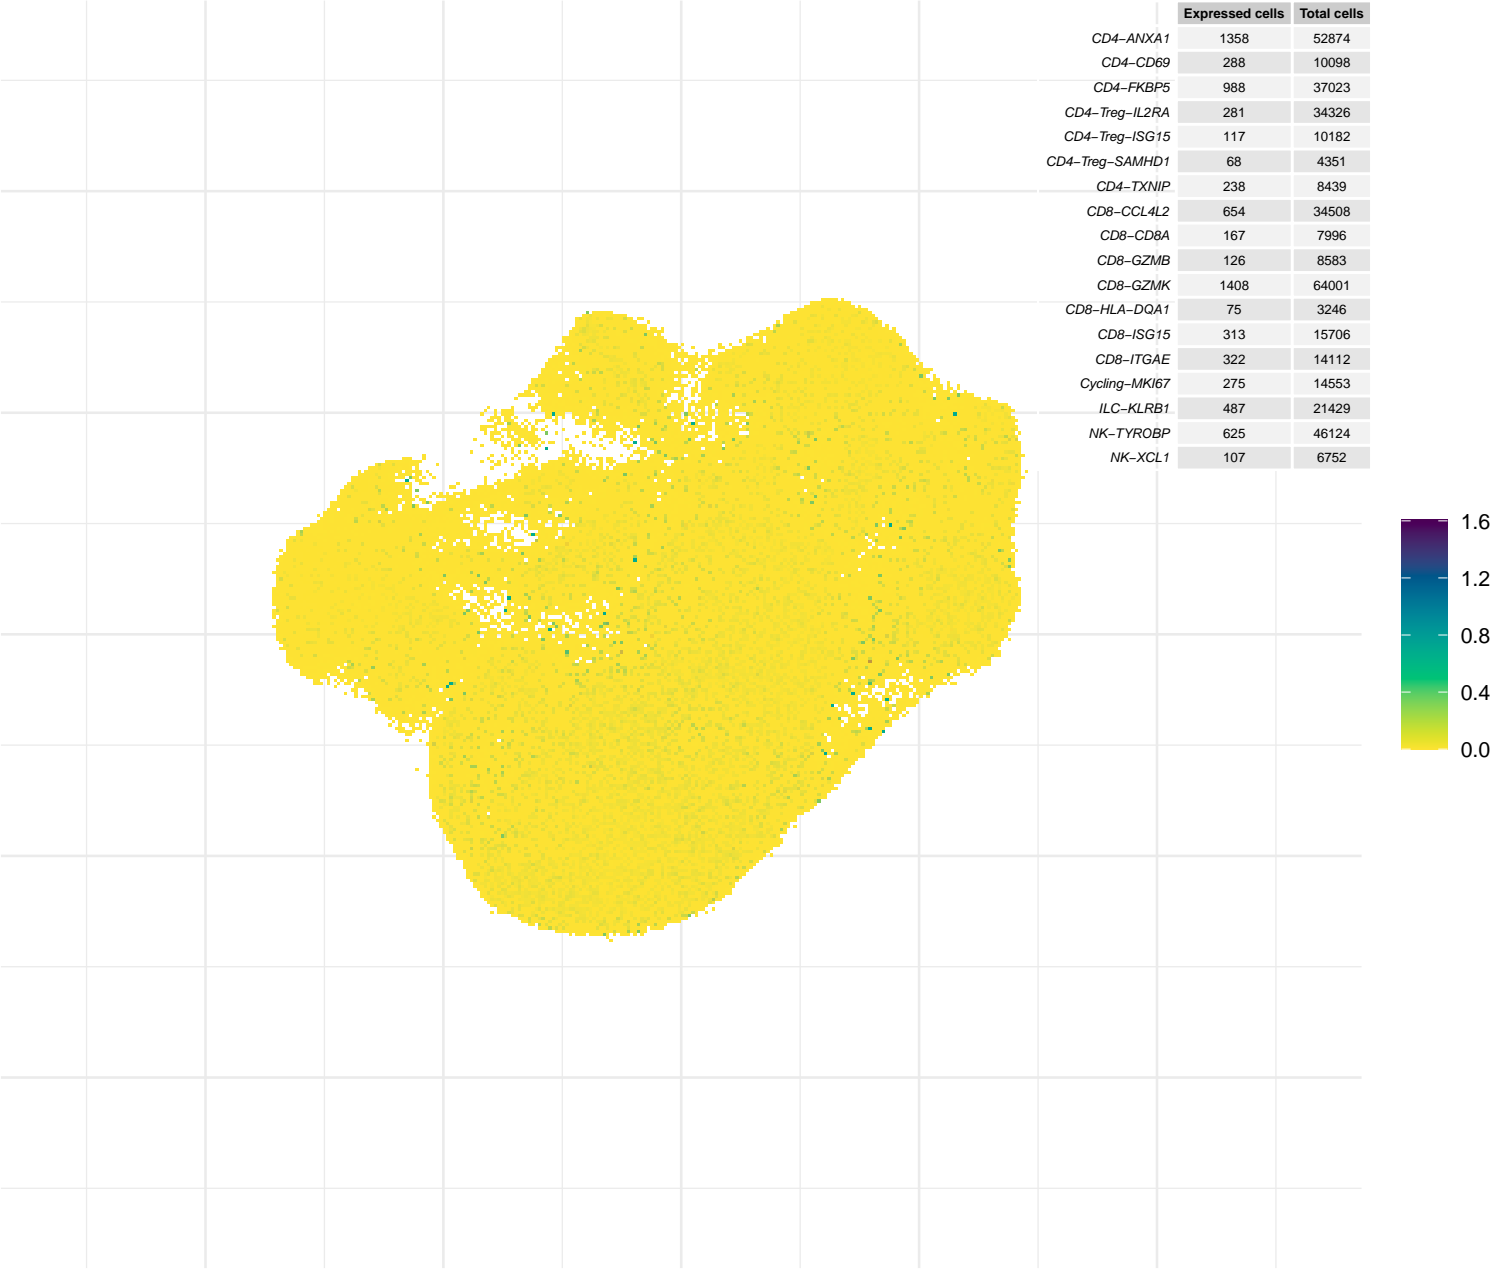 Expressed cells Total cells
CD4−ANXA1 1358 52874
CD4−CD69 288 10098
CD4−FKBP5 988 37023
CD4−Treg−IL2RA 281 34326
CD4−Treg−ISG15 117 10182
CD4−Treg−SAMHD1 68 4351
CD4−TXNIP 238 8439
CD8−CCL4L2 654 34508
CD8−CD8A 167 7996
CD8−GZMB 126 8583
CD8−GZMK 1408 64001
CD8−HLA−DQA1 75 3246
CD8−ISG15 313 15706
CD8−ITGAE 322 14112
Cycling−MKI67 275 14553
ILC−KLRB1 487 21429
NK−TYROBP 625 46124
NK−XCL1 107 6752
1.6
1.2
0.8
0.4
0.0